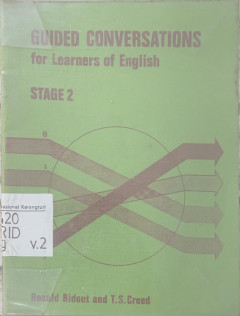 GUIDED CONVERSATIONS
for Learners of English
STAGE 2
B
420
RID
v.2
Ronald Ridout and T.S. Creed